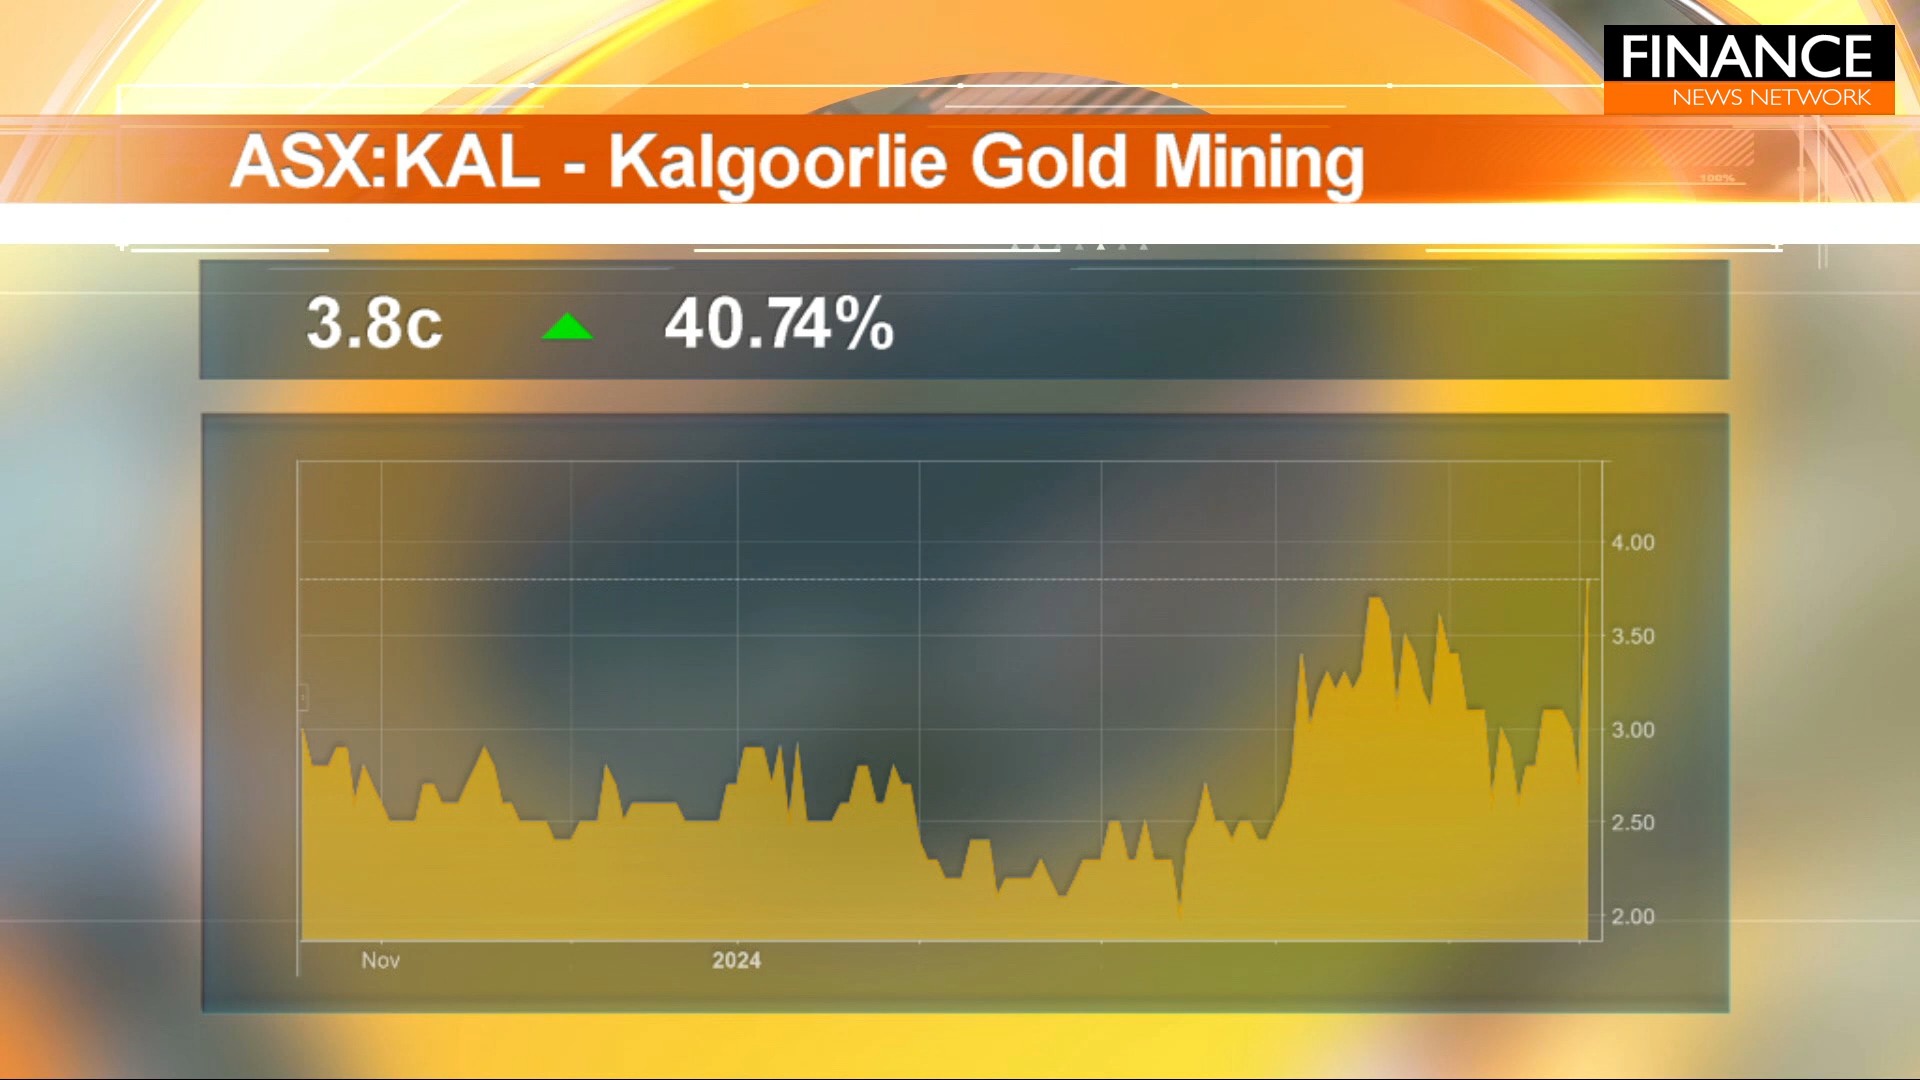 FINANCE
NEWS NETWORK
ASX:KAL - Kalgoorlie Gold Mining
100%
3.8c 40.74%
4.00
3.50
3.00
2.50
2.00
Nov 2024